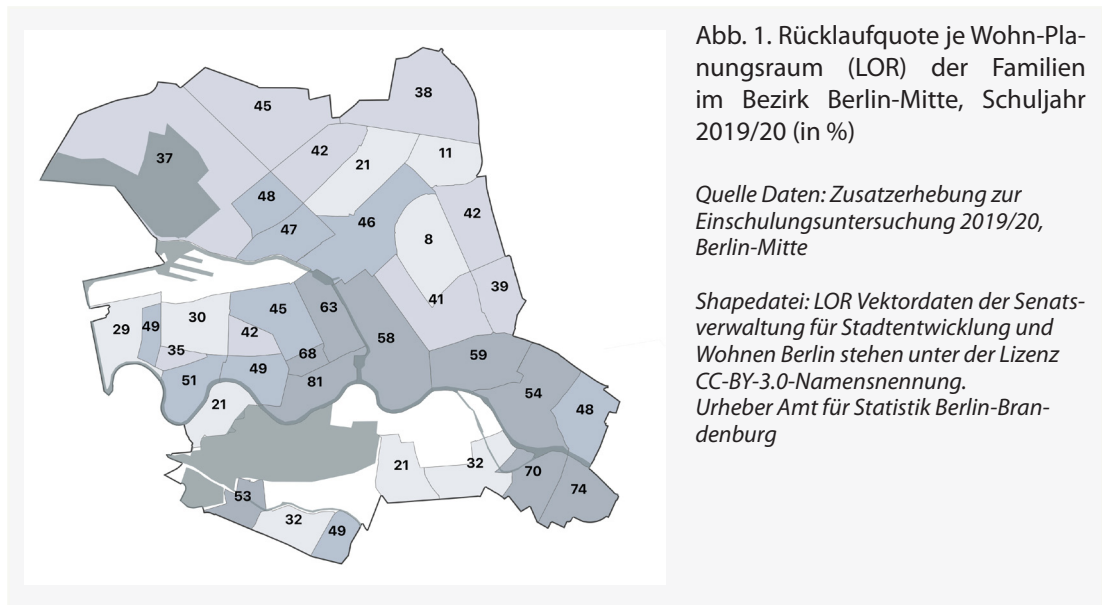 Abb. 1. Rücklaufquote je Wohn-Pla-
nungsraum (LOR) der Familien
im Bezirk Berlin-Mitte, Schuljahr
2019/20 (in %)
Quelle Daten: Zusatzerhebung zur
Einschulungsuntersuchung 2019/20,
Berlin-Mitte
Shapedatei: LOR Vektordaten der Senats-
verwaltung für Stadtentwicklung und
Wohnen Berlin stehen unter der Lizenz
CC-BY-3.0-Namensnennung.
Urheber Amt für Statistik Berlin-Bran-
denburg
38
45
42
21
11
37
48
46
42
47
8
39
41
63
45
30
29
49
42
58
35
68
59
49
51
81
54
21
48
21
32
70
74
53
32
49